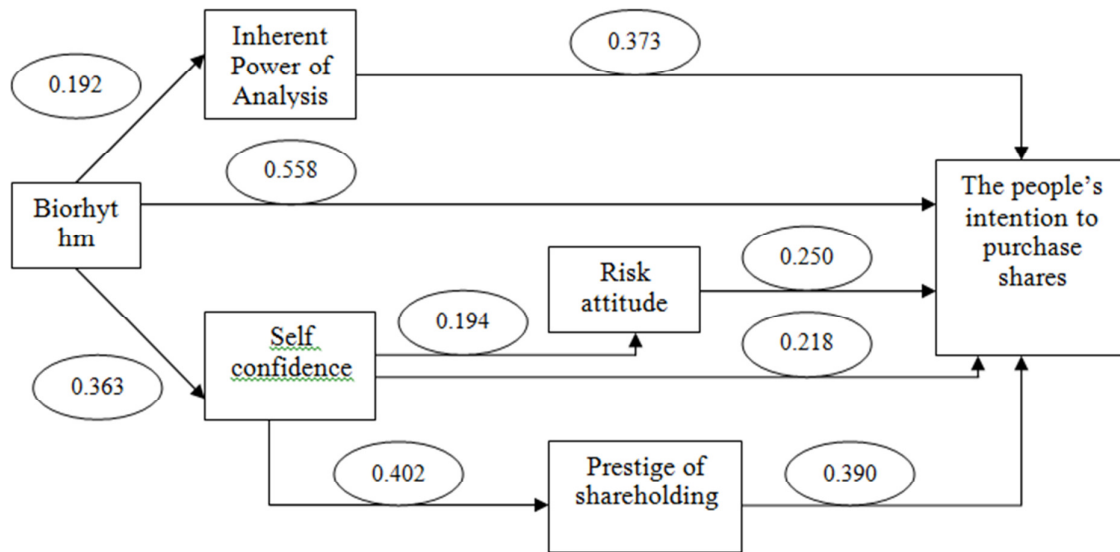 Inherent
Power of
Analysis
0.373
0.192
0.558
Biorhyt
hm
The people's
intention to
purchase
shares
Risk
attitude
0.250
0.194
Self
confidence
0.218
0.363
0.402
Prestige of
shareholding
0.390